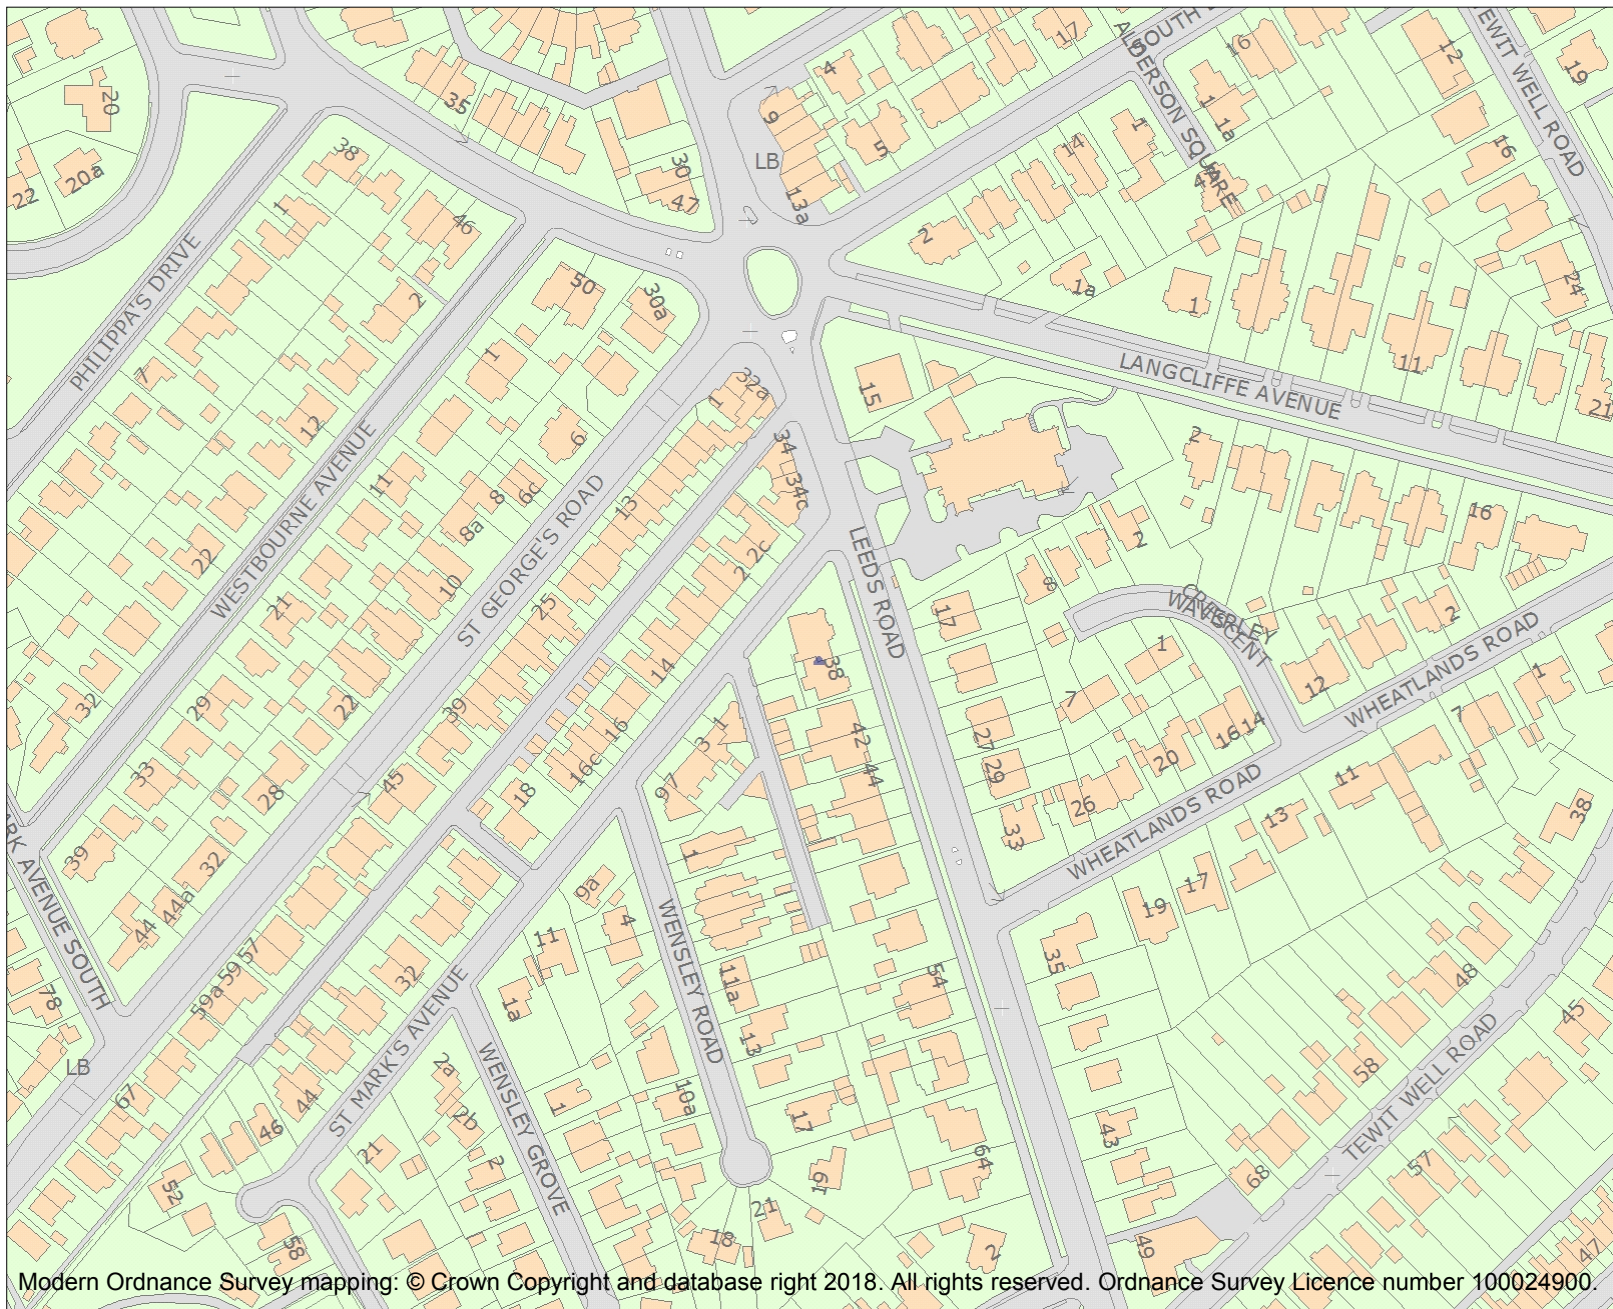 SOUTH
ALDERSON SQUARE
TEWIT WELL ROAD
17
16
12
19
4
20
35
9
1
1
1a
5
14
16
LB
30
47
13a
4
20a
22
38
1
46
2
1a
1
24
PHILIPPA'S DRIVE
50
30a
2
1
11
LANGCLIFFE AVENUE
21
7
12
15
32a
1
WESTBOURNE AVENUE
6
34
2
11
8
6c
34c
13
16
8a
22
ST GEORGE'S ROAD
LEEDS ROAD
2c
2
2
10
8
21
25
17
WAVERLEY
CRESCENT
2
WHEATLANDS ROAD
14
38
1
7
12
1
32
29
22
39
16
3
1
42
27
16
14
7
33
28
45
16c
18
97
44
29
20
26
WHEATLANDS ROAD
11
13
38
33
39
32
1
PARK AVENUE SOUTH
44
44a
9a
4
WENSLEY ROAD
17
19
11
57
59
59a
32
ST MARK'S AVENUE
1a
11a
54
35
48
78
13
45
LB
67
44
46
2a
2b
WENSLEY GROVE
1
10a
17
58
TEWIT WELL ROAD
43
21
2
64
57
68
52
19
58
18
21
2
49
47
Modern Ordnance Survey mapping: © Crown Copyright and database right 2018. All rights reserved. Ordnance Survey Licence number 100024900.